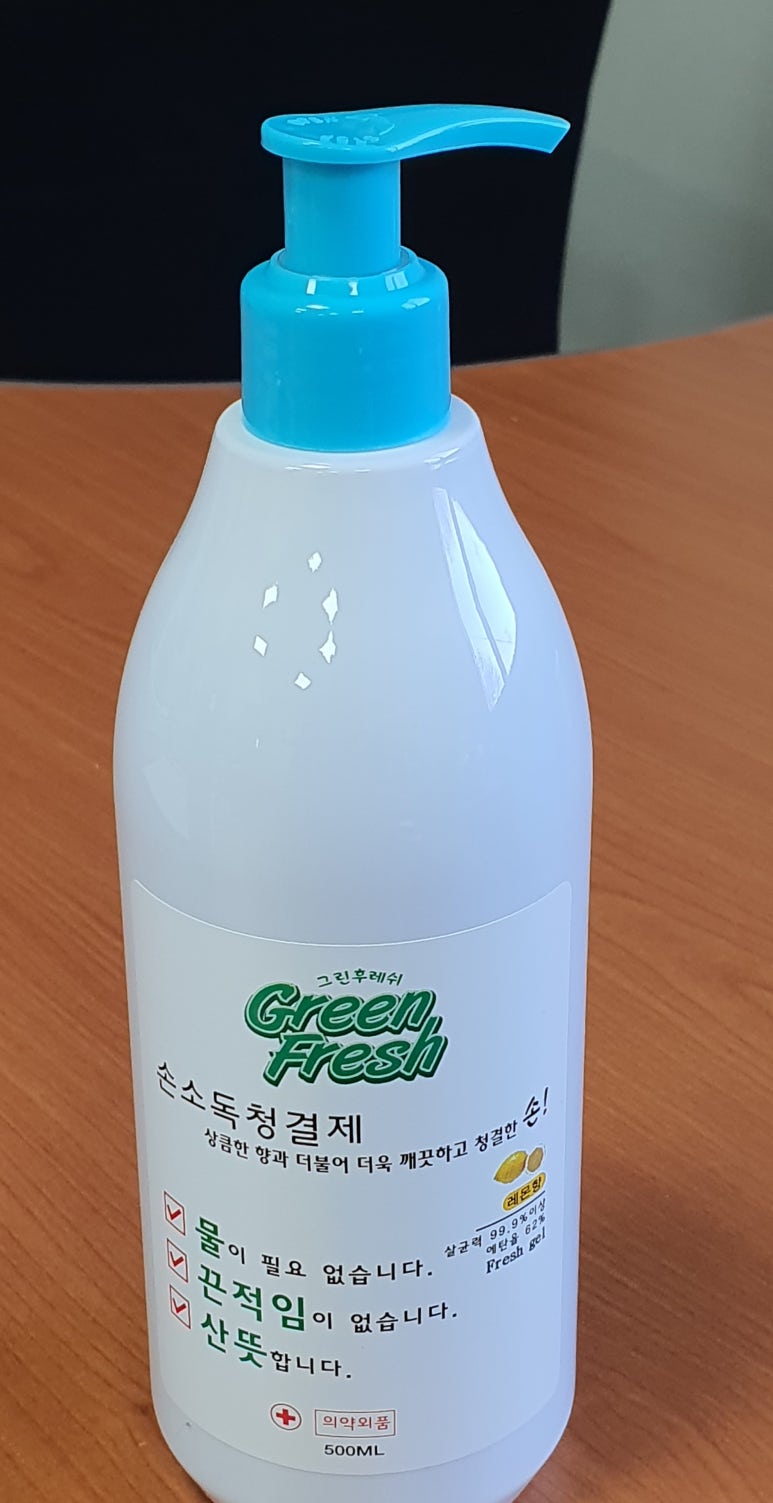 그린후레쉬
Green
Fresh
손소독청결제
상큼한 향과 더불어 더욱 깨끗하고 청결한 손!
레몬향
살균력 99.9%이상
에탄올 62%
Fresh gel
물이 필요 없습니다.
끈적임이 없습니다.
산뜻합니다.
의약외품
500ML